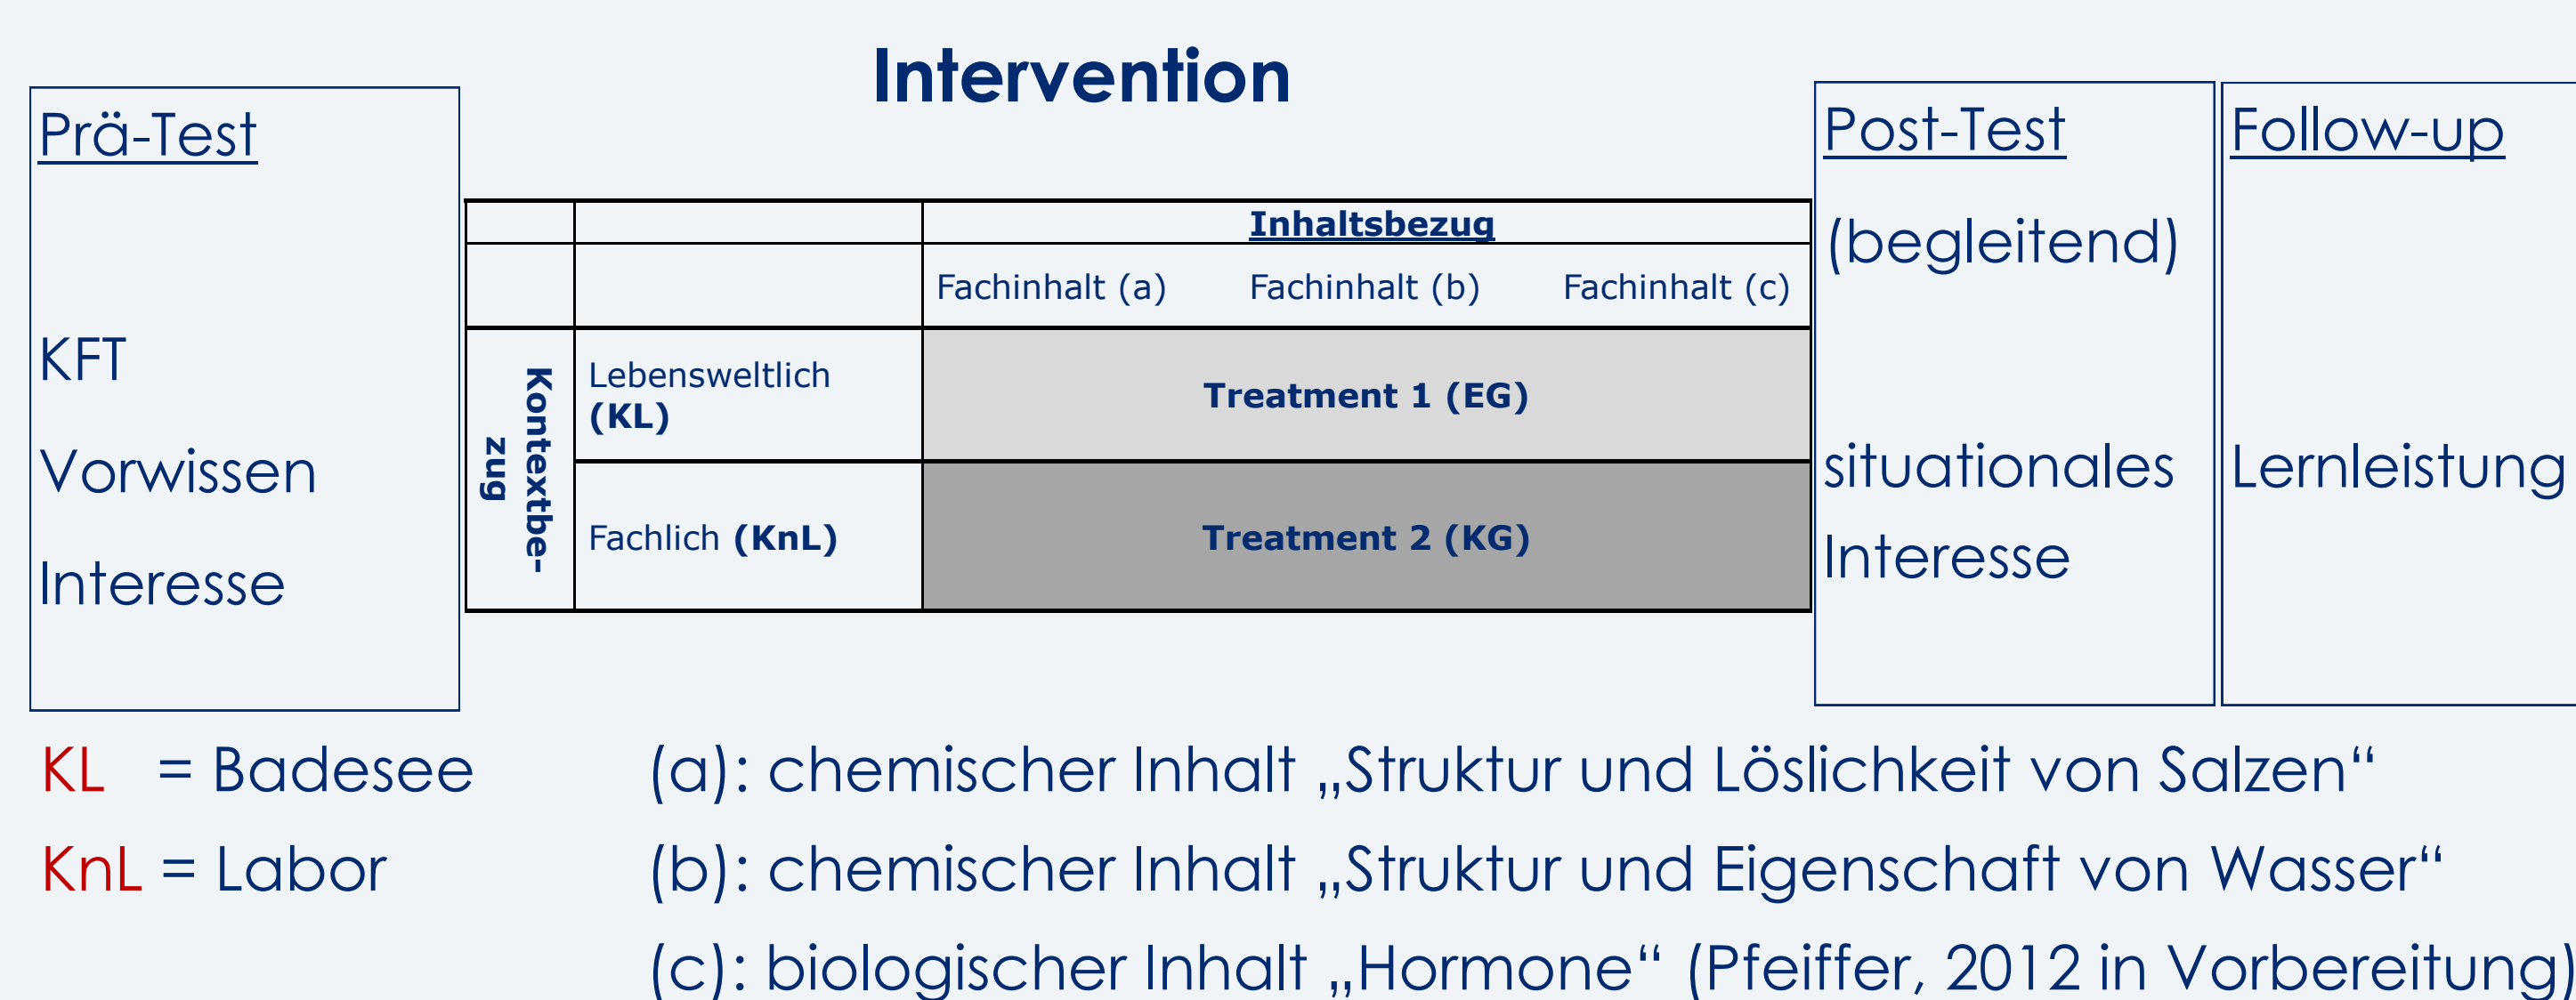 Intervention
Prä-Test
KFT
Vorwissen
Interesse
Inhaltsbezug
Fachinhalt (a) Fachinhalt (b) Fachinhalt (c)
Kontextbe-
zug
Lebensweltlich
(KL)
Treatment 1 (EG)
Fachlich (KnL)
Treatment 2 (KG)
Post-Test
(begleitend)
situationales
Interesse
Follow-up
Lernleistung
KL = Badesee
KnL = Labor
(a): chemischer Inhalt „Struktur und Löslichkeit von Salzen“
(b): chemischer Inhalt „Struktur und Eigenschaft von Wasser“
(c): biologischer Inhalt „Hormone“ (Pfeiffer, 2012 in Vorbereitung)